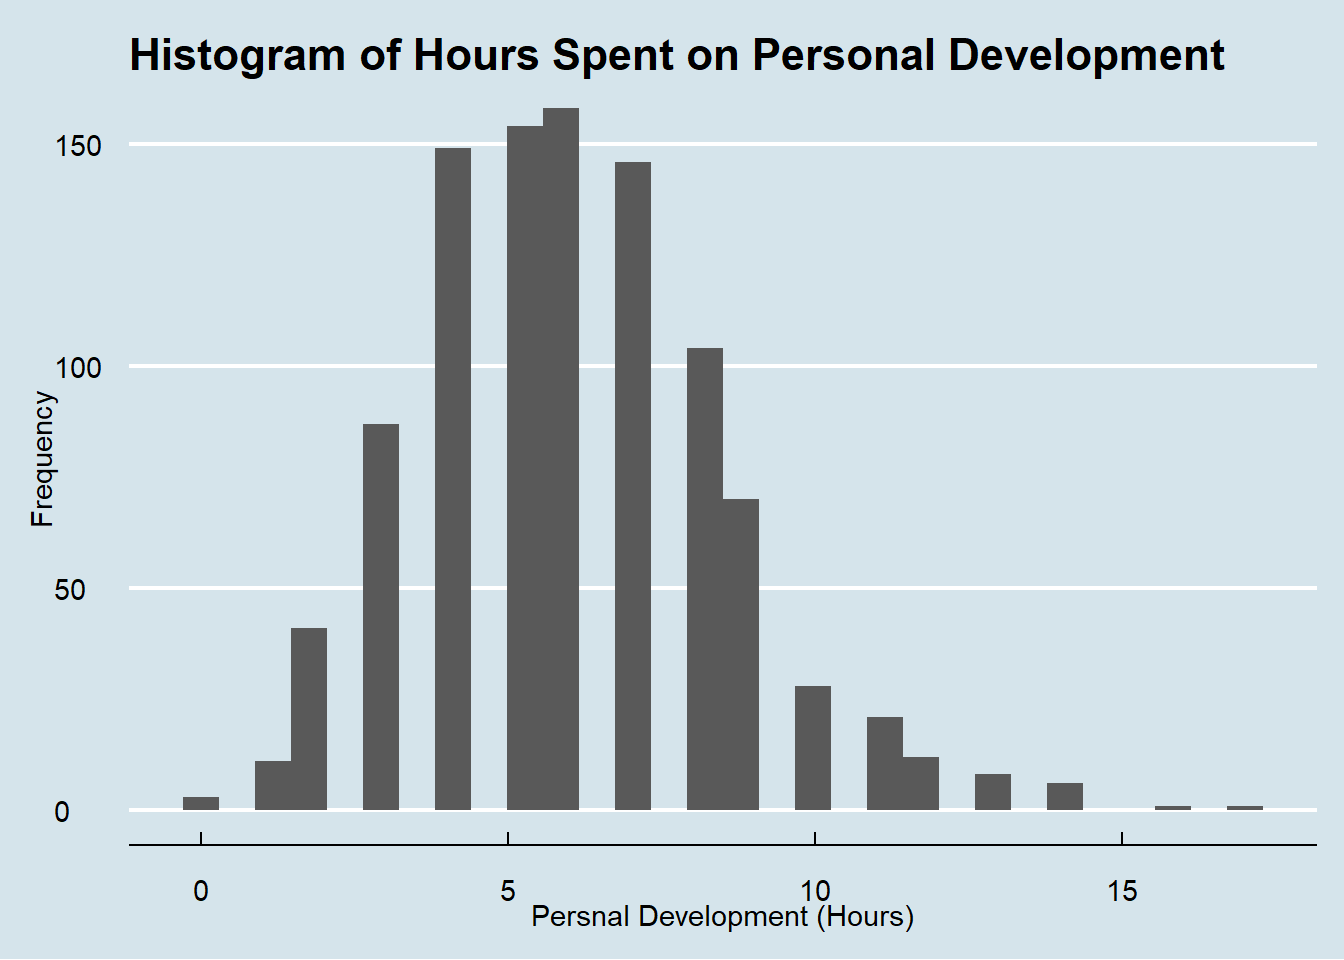 Histogram of Hours Spent on Personal Development
150
100
50
0
Frequency
0 5 10 15
Persnal Development (Hours)